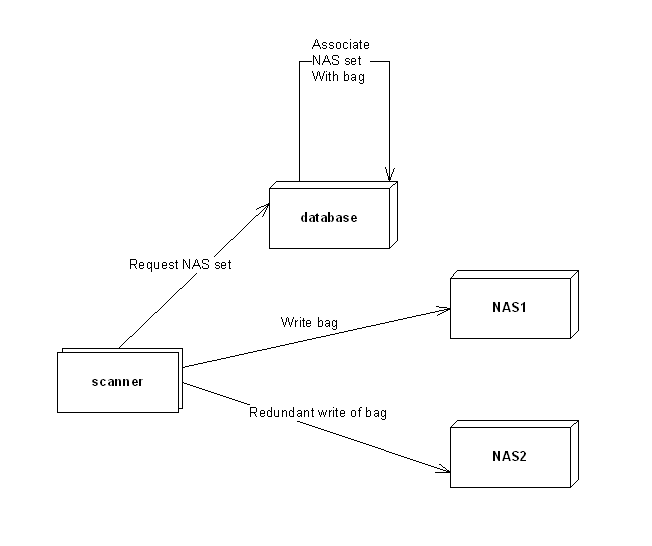 Associate
NAS set
With bag
database
Request NAS set
NAS1
Write bag
scanner
Redundant write of bag
NAS2